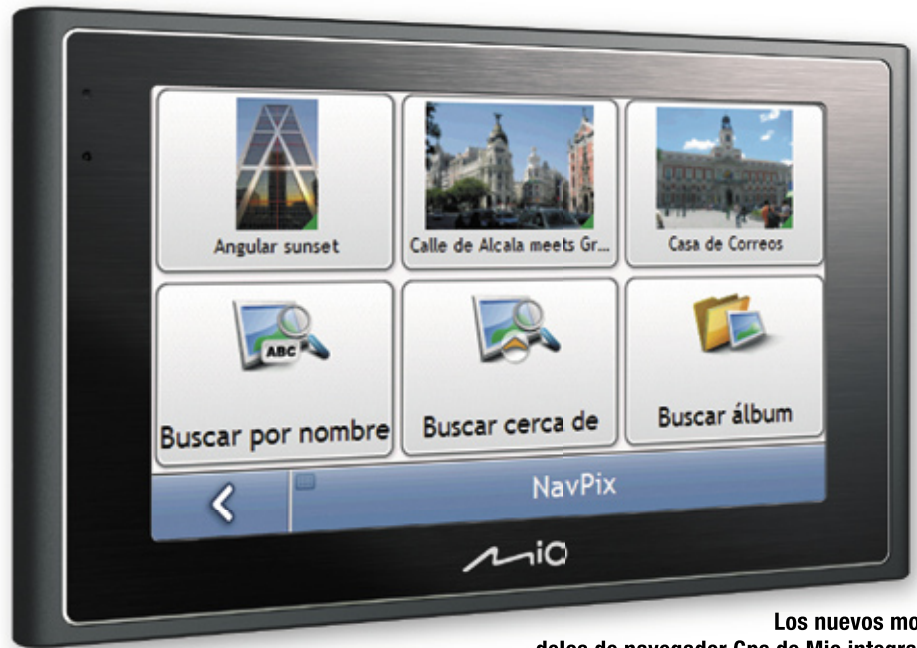 Angular sunset
Calle de Alcala meets Gr...
Casa de Correos
ABC
Buscar por nombre
Buscar cerca de
Buscar álbum
NavPix
Mio
Los nuevos mo
delos de navegador Gps de Mio integra